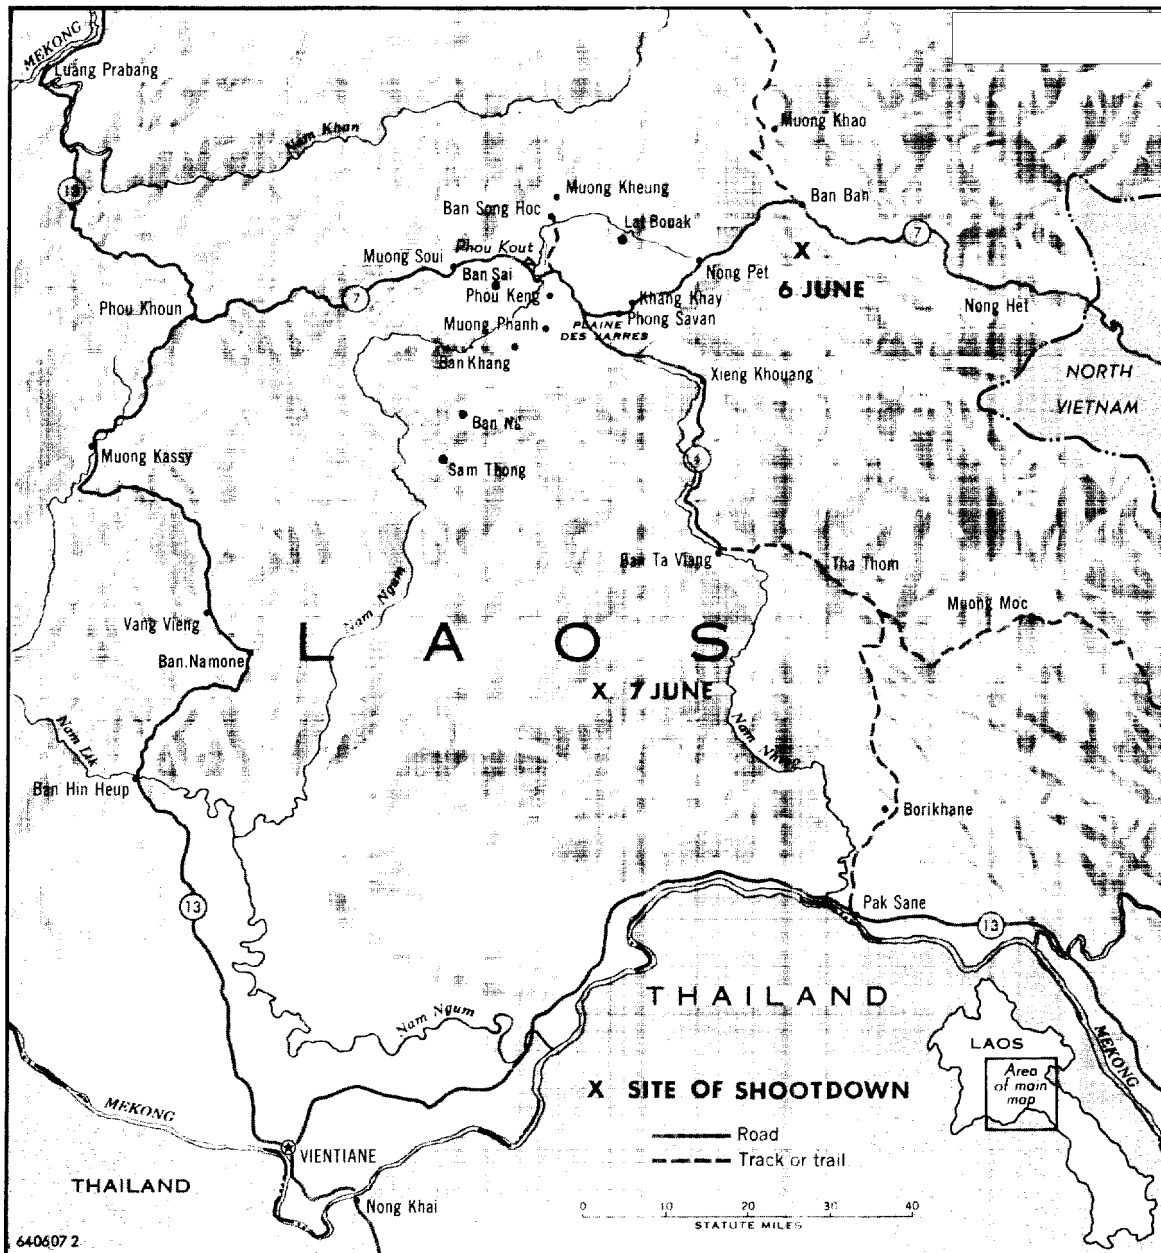 MEKONG
Luang Prabang
Nam Khan
Muong Khao
13
Muong Kheung
Ban Ban
Ban Song Hoc
Lat Bouak
7
Phou Kout
Muong Soui
Nong Pet
Ban Sai
X
6 JUNE
7
Phou Keng
Khang Khay
Nong Het
Phou Khoun
Muong Phanh
PLAINE
DES JARRES
Phong Savan
Ban Khang
Xieng Khouang
NORTH
VIETNAM
Ban Na
Muong Kassy
Sam Thong
4
Ban Ta Viang
Tha Thom
Nam Ngum
Muong Moc
Vang Vieng
LAOS
Ban Namone
X 7 JUNE
Nam Lik
Nam Nhiep
Ban Hin Heup
Borikhane
13
Pak Sane
13
THAILAND
Nam Ngum
LAOS
MEKONG
Area
of main
map
X SITE OF SHOOTDOWN
MEKONG
Road
Track or trail
VIENTIANE
THAILAND
Nong Khai
0 10 20 30 40
STATUTE MILES
640607 2